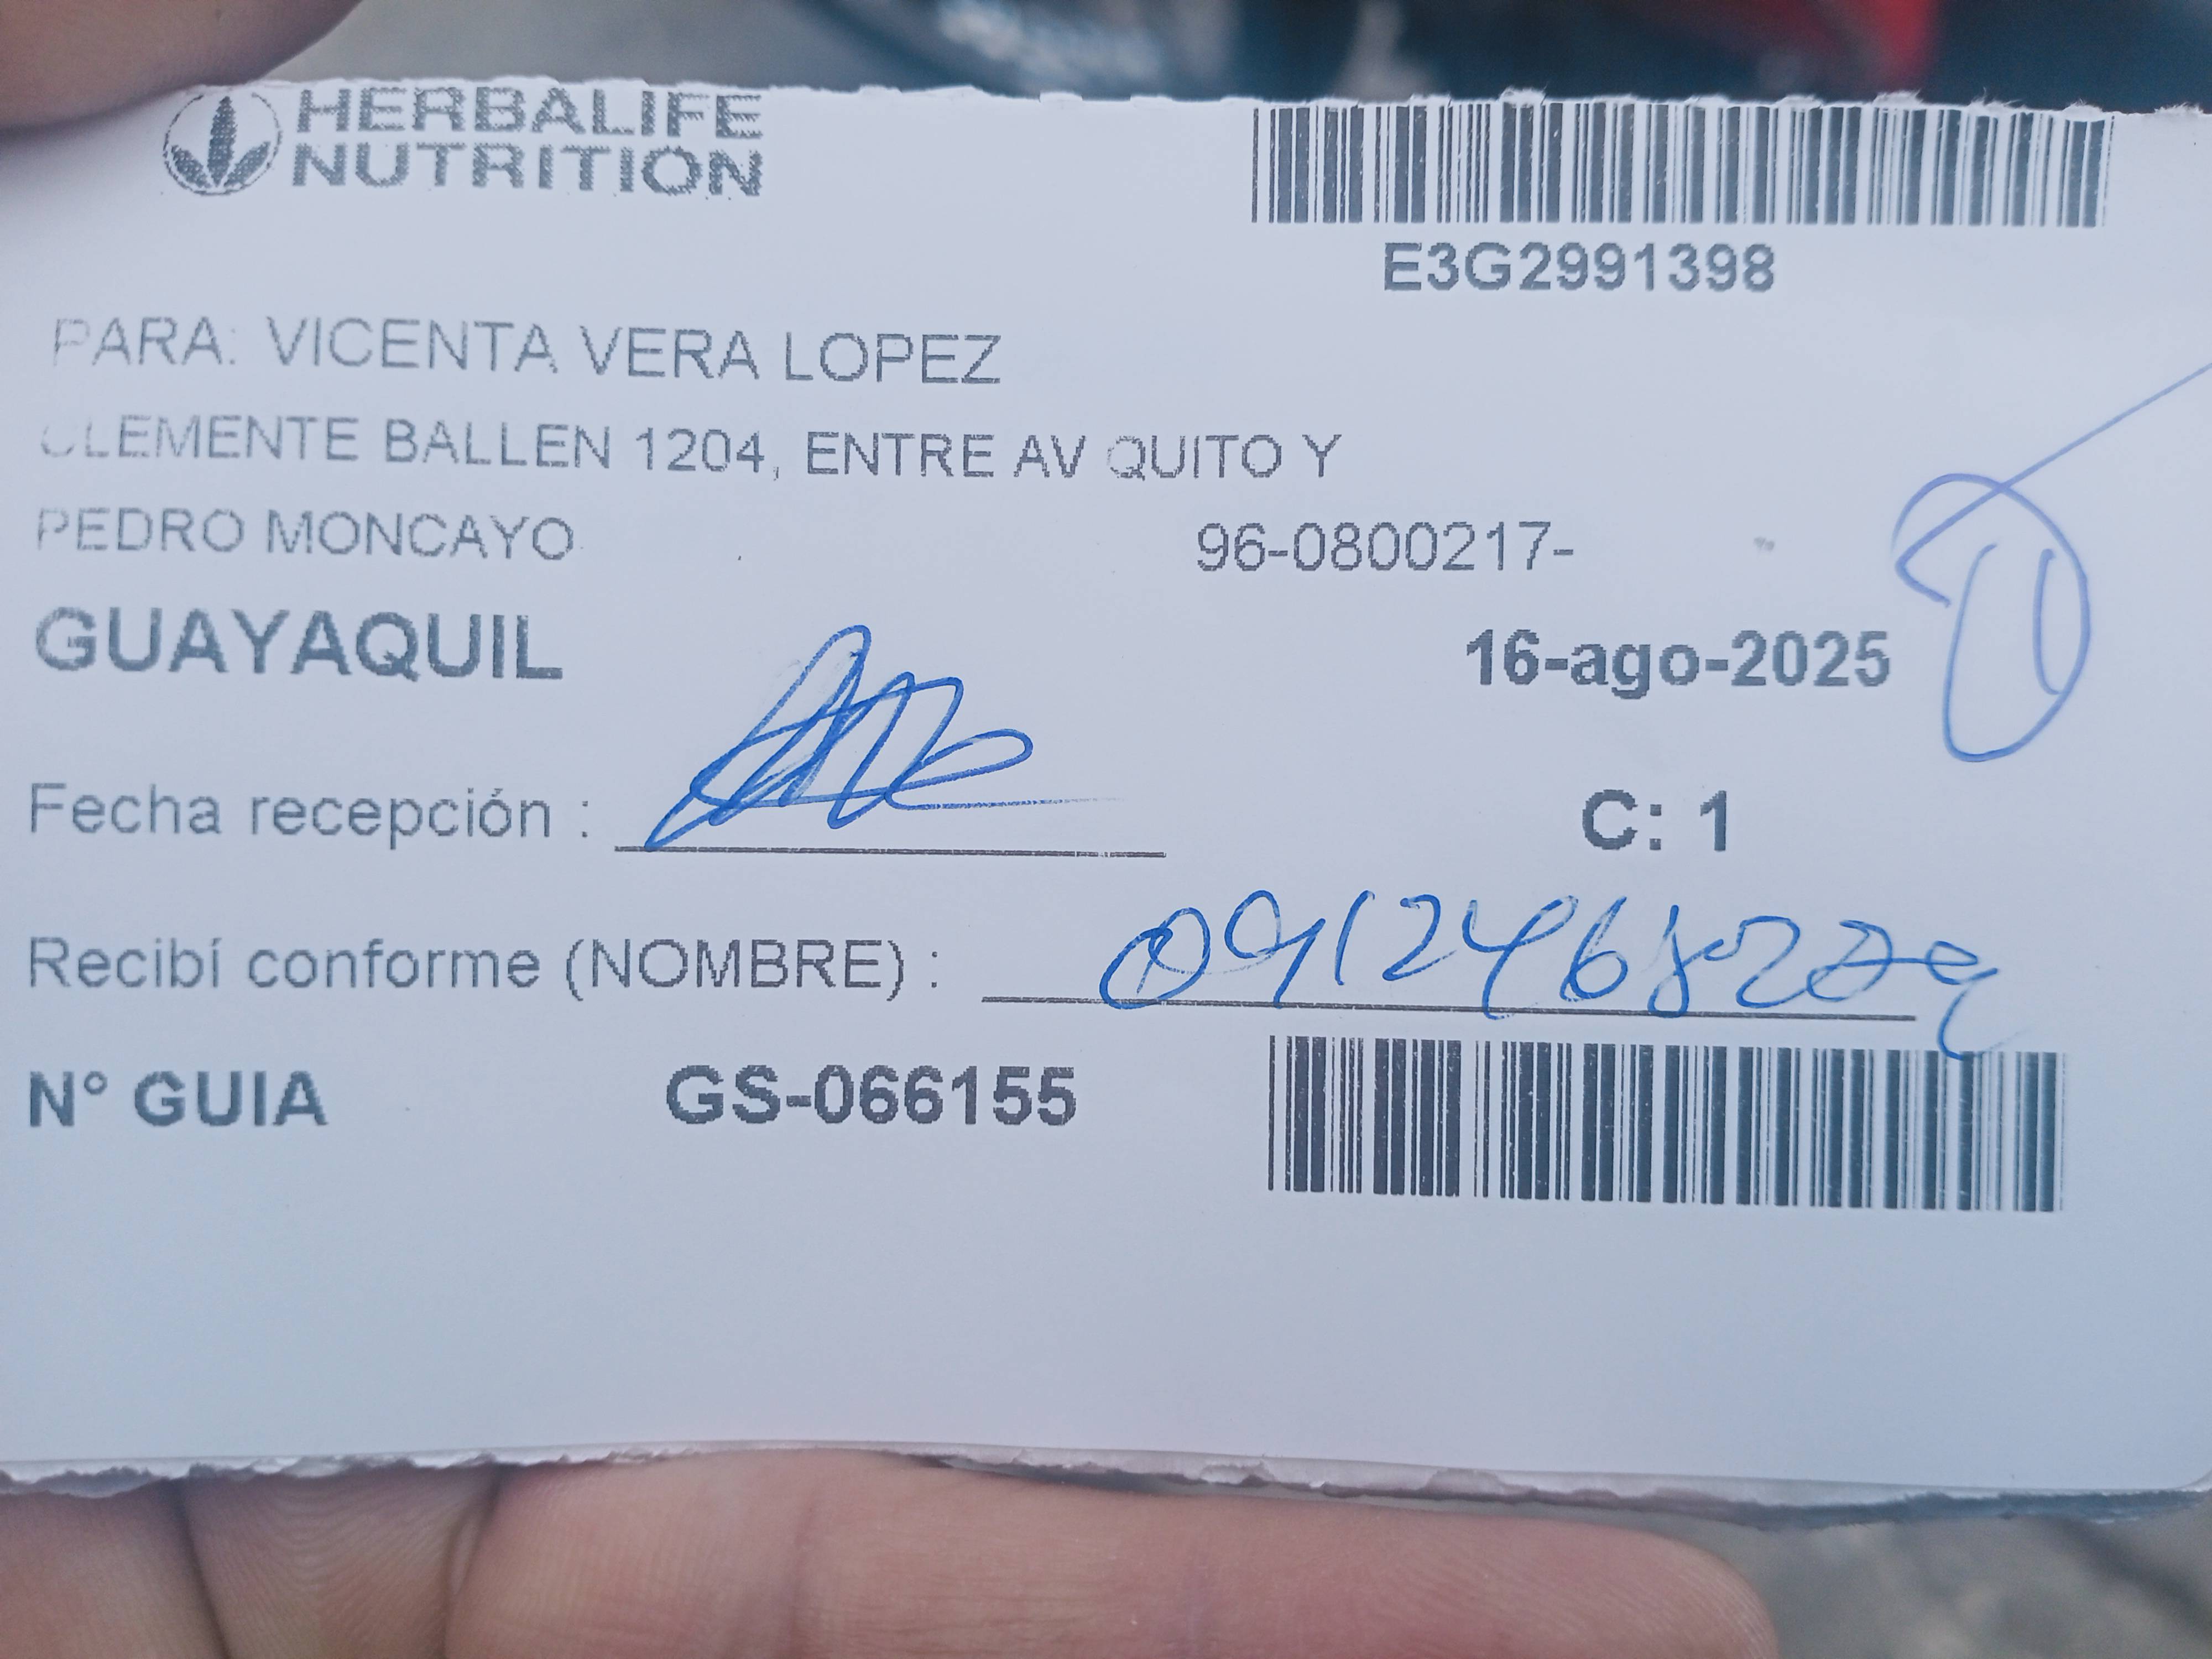 HERBALIFE
NUTRITION
E3G2991398
PARA: VICENTA VERA LOPEZ
CLEMENTE BALLEN 1204, ENTRE AV QUITO Y
PEDRO MONCAYO
96-0800217-
GUAYAQUIL
16-ago-2025
Fecha recepción :
C: 1
Recibí conforme (NOMBRE) :
N° GUIA GS-066155